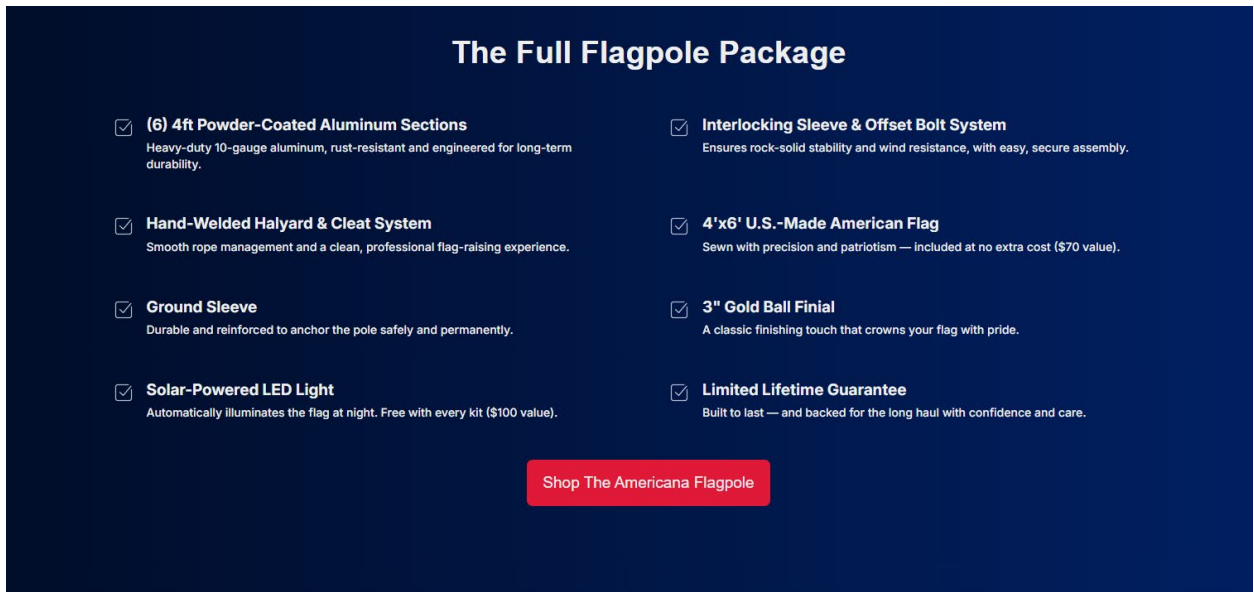 The Full Flagpole Package
(6) 4ft Powder-Coated Aluminum Sections
Heavy-duty 10-gauge aluminum, rust-resistant and engineered for long-term
durability.
Interlocking Sleeve & Offset Bolt System
Ensures rock-solid stability and wind resistance, with easy, secure assembly.
Hand-Welded Halyard & Cleat System
Smooth rope management and a clean, professional flag-raising experience.
4'x6' U.S.-Made American Flag
Sewn with precision and patriotism — included at no extra cost ($70 value).
Ground Sleeve
Durable and reinforced to anchor the pole safely and permanently.
3" Gold Ball Finial
A classic finishing touch that crowns your flag with pride.
Solar-Powered LED Light
Automatically illuminates the flag at night. Free with every kit ($100 value).
Limited Lifetime Guarantee
Built to last — and backed for the long haul with confidence and care.
Shop The Americana Flagpole